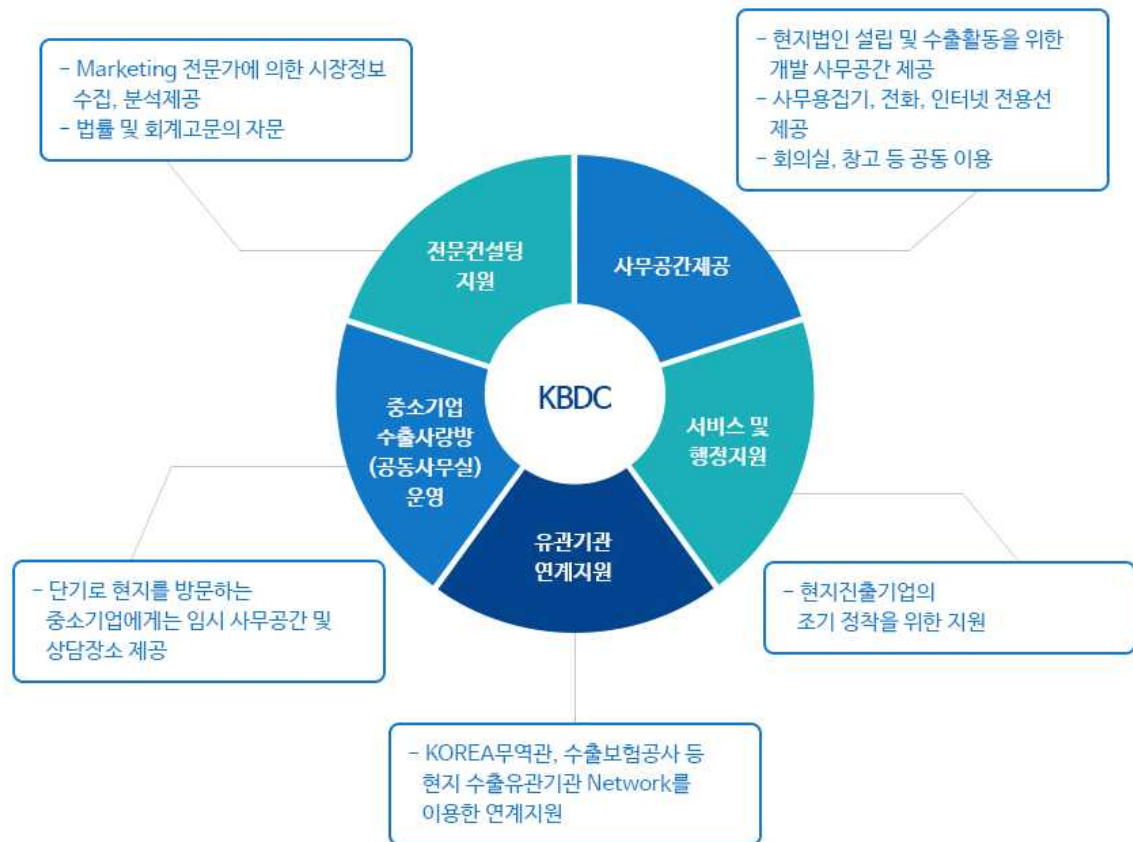 - Marketing 전문가에 의한 시장정보
수집, 분석제공
- 법률 및 회계고문의 자문
- 현지법인 설립 및 수출활동을 위한
개발 사무공간 제공
- 사무용집기, 전화, 인터넷 전용선
제공
- 회의실, 창고 등 공동 이용
전문컨설팅
지원
사무공간제공
KBDC
중소기업
수출사랑방
(공동사무실)
운영
서비스 및
행정지원
유관기관
연계지원
- 단기로 현지를 방문하는
중소기업에게는 임시 사무공간 및
상담장소 제공
- 현지진출기업의
조기 정착을 위한 지원
- KOREA무역관, 수출보험공사 등
현지 수출유관기관 Network를
이용한 연계지원